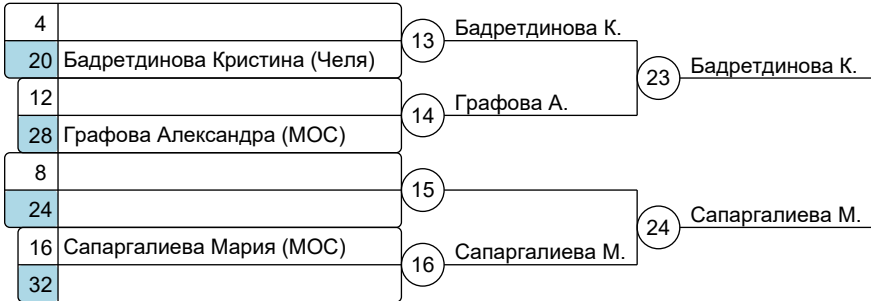 4
20 Бадретдинова Кристина (Челя)
13 Бадретдинова К.
12
28 Графова Александра (МОС)
14 Графова А.
23 Бадретдинова К.
8
24
15
16 Сапаргалиева Мария (МОС)
32
16 Сапаргалиева М.
24 Сапаргалиева М.